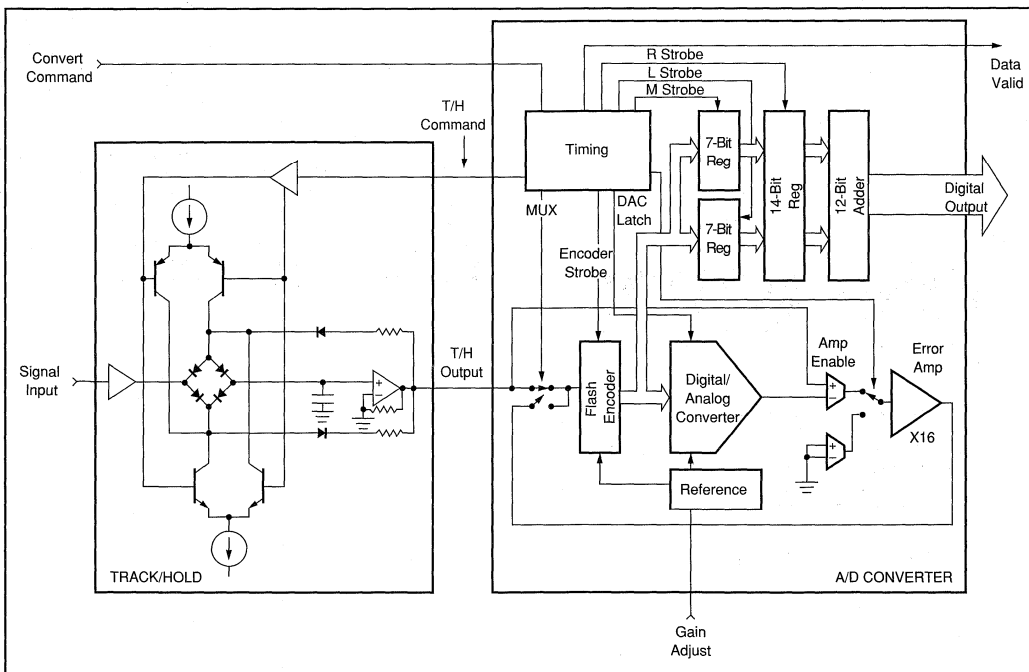 Convert
Command
R Strobe
L Strobe
M Strobe
Data
Valid
T/H
Command
Timing
7-Bit
Reg
7-Bit
Reg
14-Bit
Reg
12-Bit
Adder
Digital
Output
MUX
DAC
Latch
Encoder
Strobe
T/H
Output
Signal
Input
+
−
Flash
Encoder
Digital/
Analog
Converter
Amp
Enable
Error
Amp
+
−
X16
+
−
Reference
TRACK/HOLD
A/D CONVERTER
Gain
Adjust